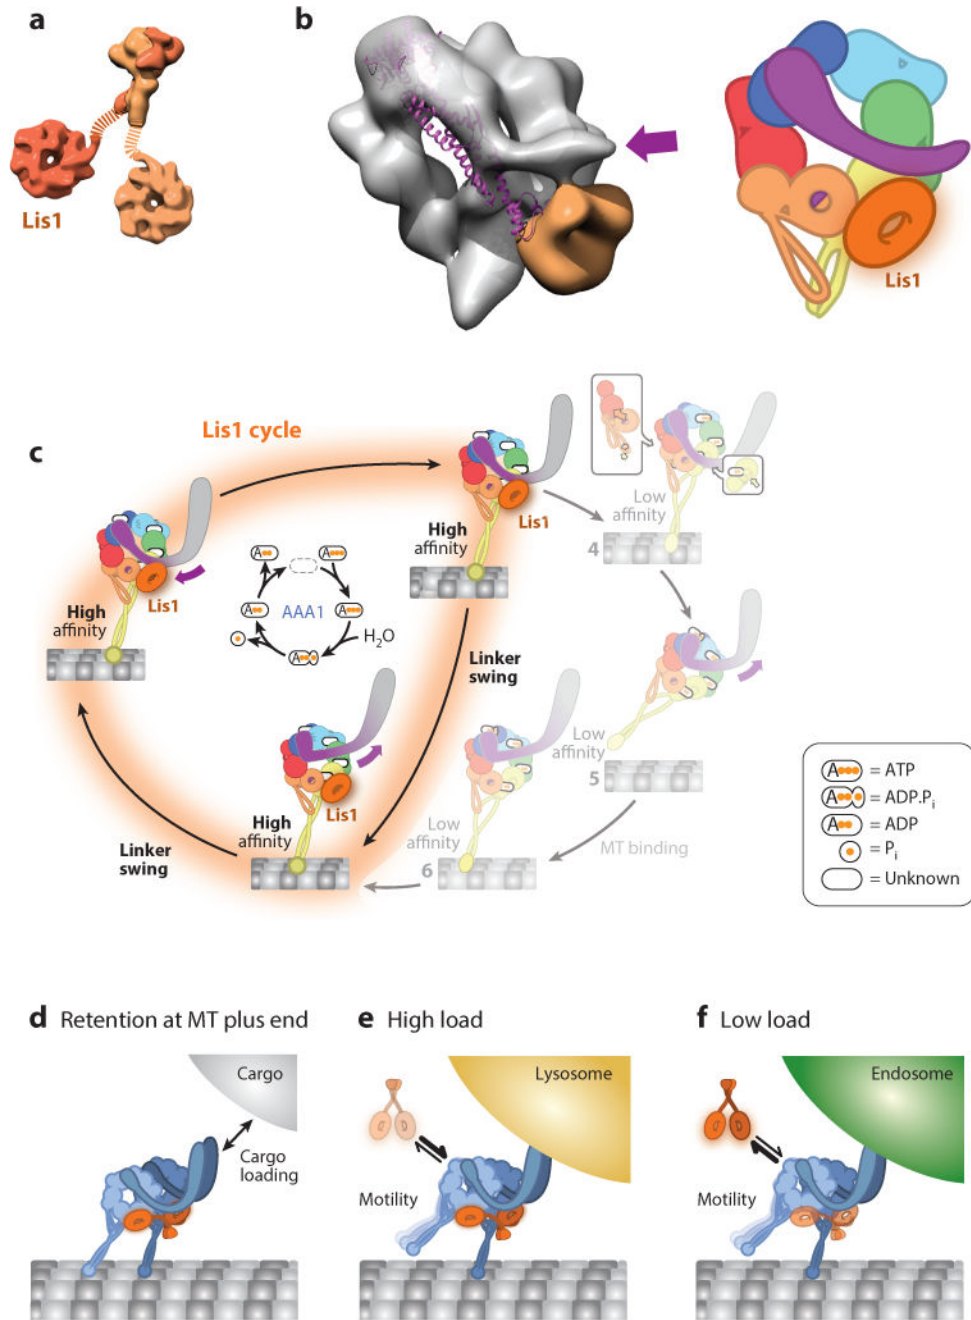 a
Lis1
b
Lis1
c
Lis1 cycle
High
affinity
Lis1
A
A
A
A
A
AAA1
H2O
High
affinity
Lis1
Linker
swing
Low
affinity
4
Low
affinity
5
MT binding
Low
affinity
6
High
affinity
Lis1
Linker
swing
A = ATP
A = ADP.Pi
A = ADP
= Pi
= Unknown
d Retention at MT plus end
Cargo
Cargo
loading
e High load
Lysosome
Motility
f Low load
Endosome
Motility